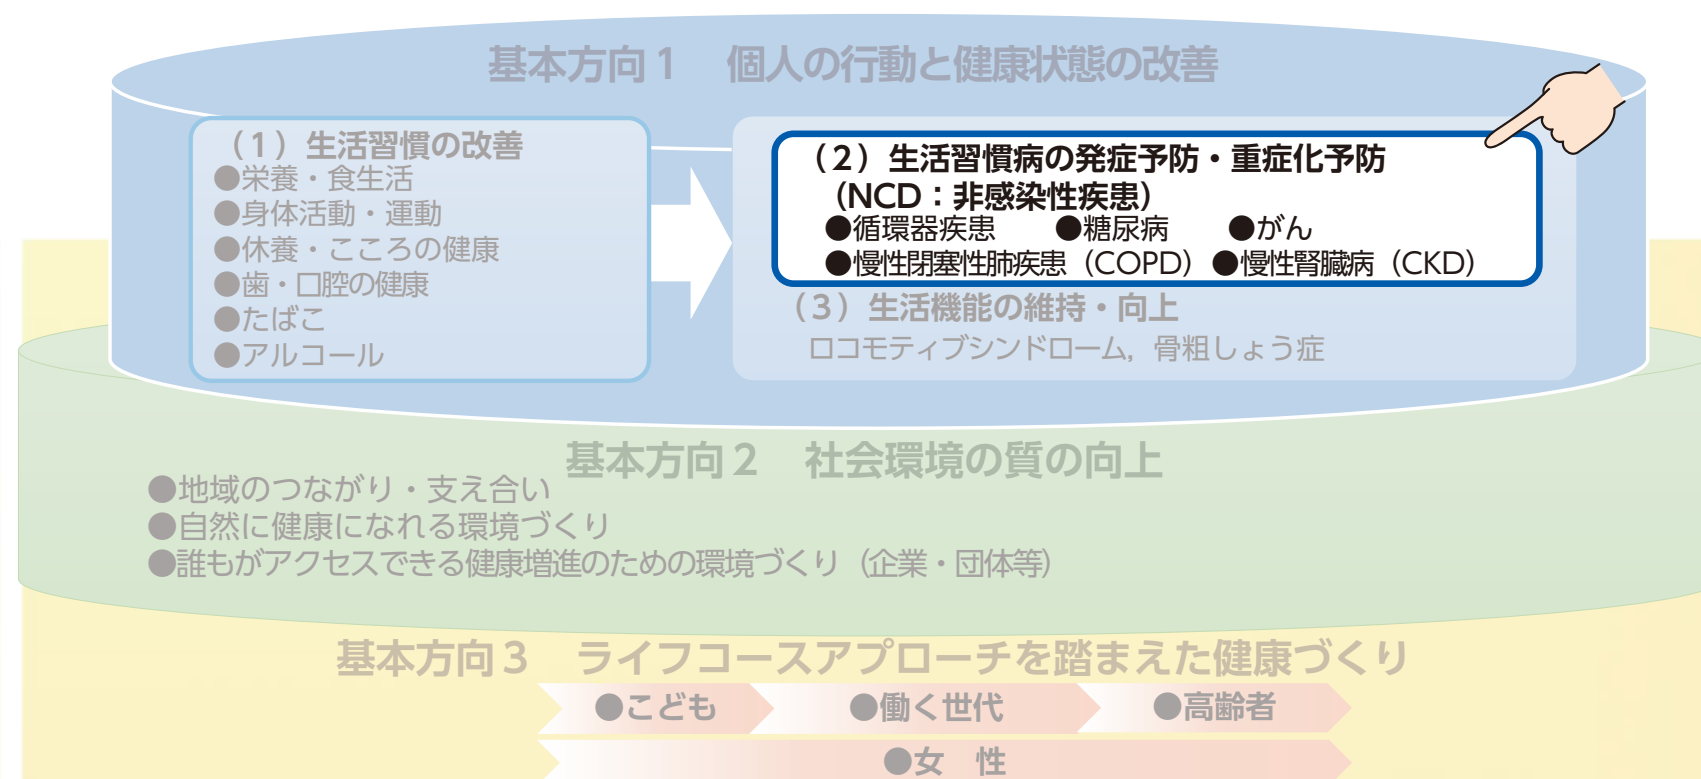 基本方向1　個人の行動と健康状態の改善
（1）生活習慣の改善
●栄養・食生活
●身体活動・運動
●休養・こころの健康
●歯・口腔の健康
●たばこ
●アルコール
（2）生活習慣病の発症予防・重症化予防
（NCD：非感染性疾患）
●循環器疾患　●糖尿病　●がん
●慢性閉塞性肺疾患（COPD）●慢性腎臓病（CKD）
（3）生活機能の維持・向上
ロコモティブシンドローム，骨粗しょう症
基本方向2　社会環境の質の向上
●地域のつながり・支え合い
●自然に健康になれる環境づくり
●誰もがアクセスできる健康増進のための環境づくり（企業・団体等）
基本方向3　ライフコースアプローチを踏まえた健康づくり
●こども　●働く世代　●高齢者
●女　性